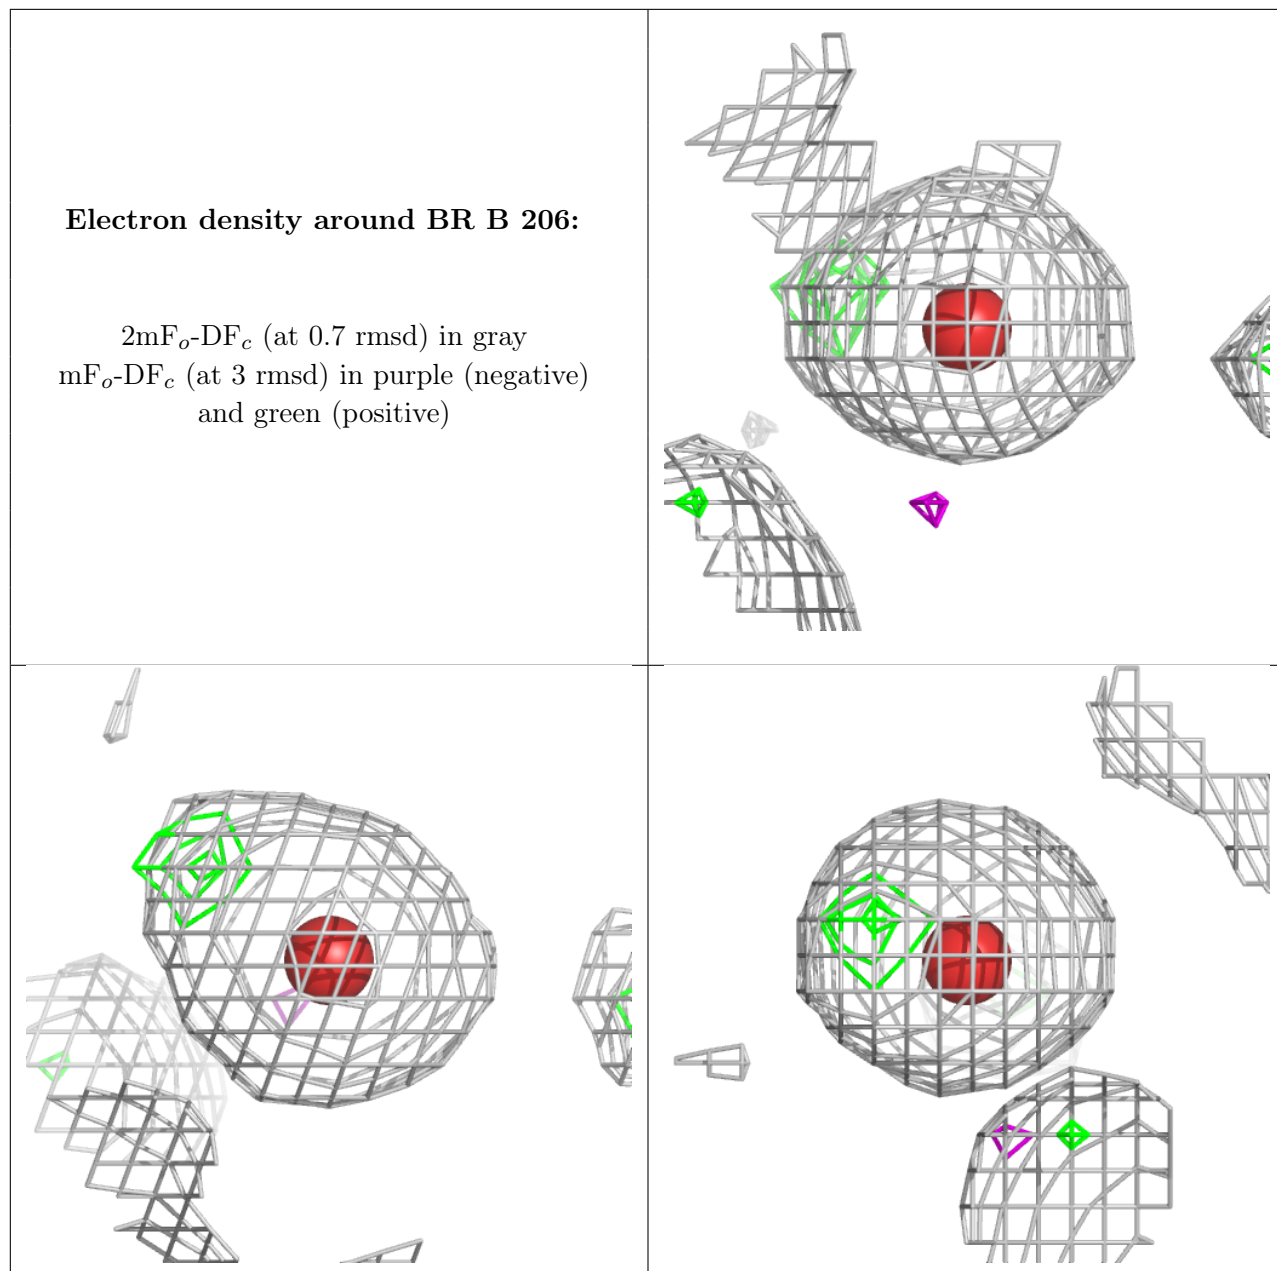 Electron density around BR B 206:
2mFo-DFc (at 0.7 rmsd) in gray
mFo-DFc (at 3 rmsd) in purple (negative)
and green (positive)